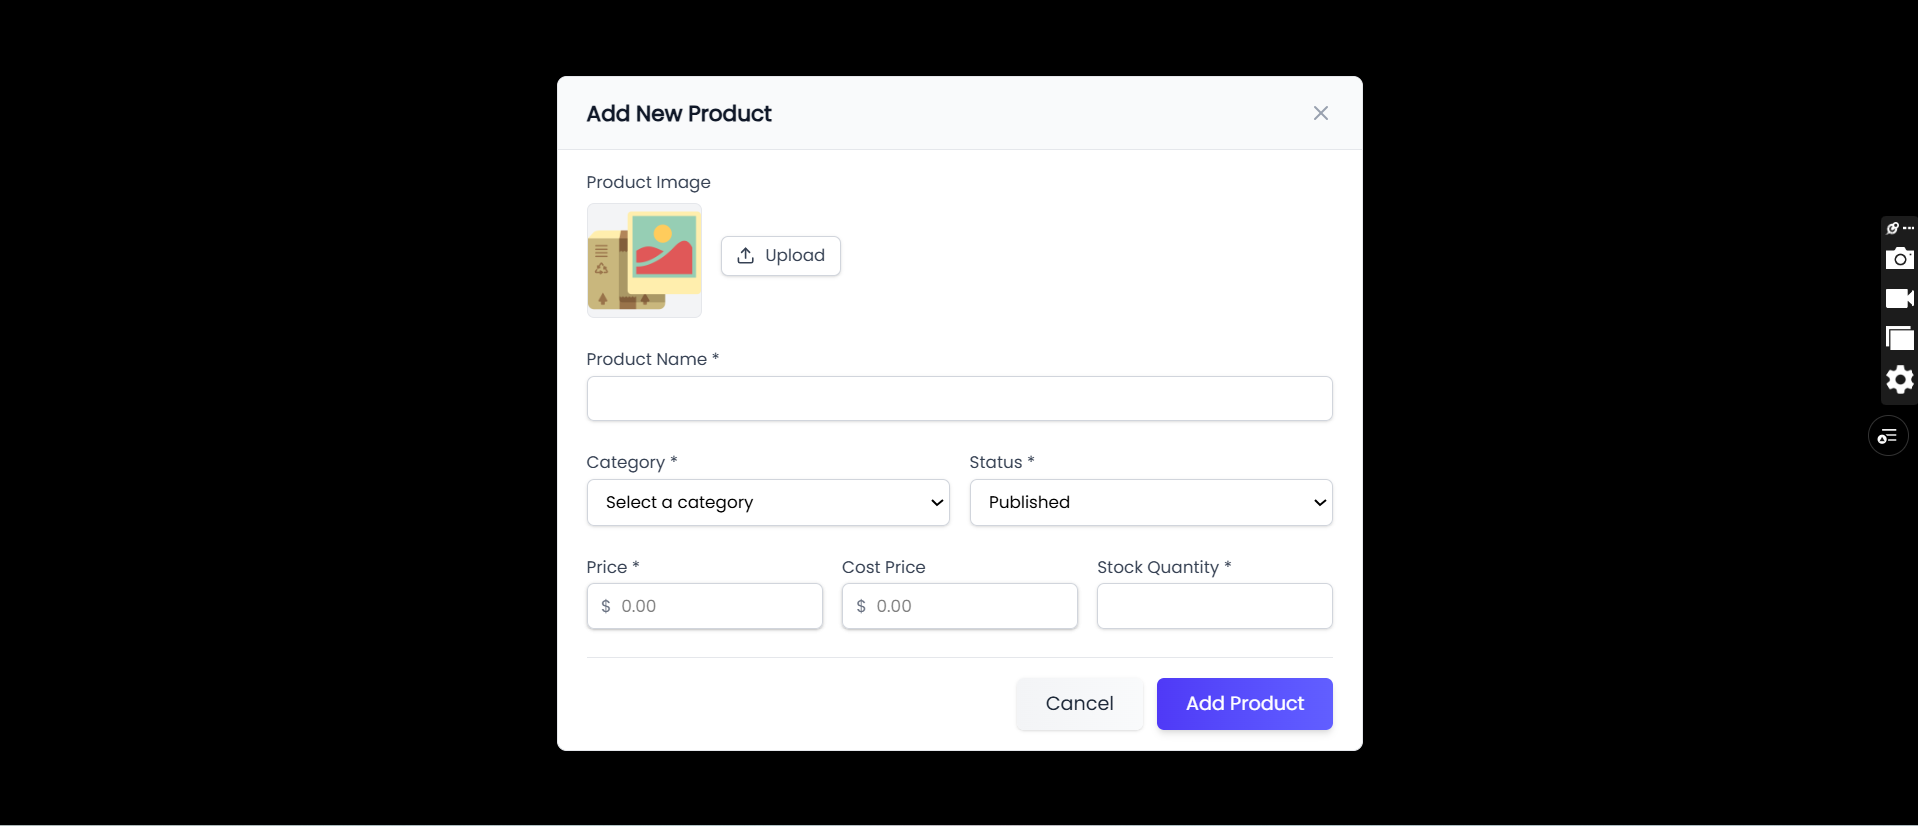 Add New Product
Product Image
Upload
Product Name *
Category * Status *
Select a category Published
Price * Cost Price Stock Quantity *
$ 0.00 $ 0.00
Cancel Add Product